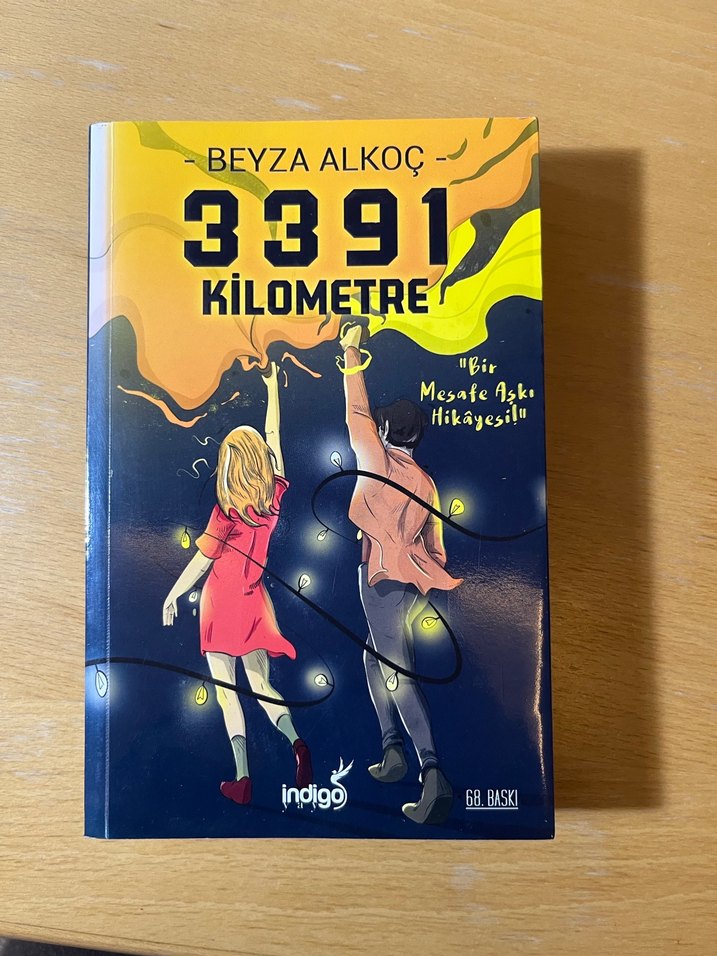 - BEYZA ALKOÇ -
3391
KİLOMETRE
"Bir
Mesafe Aşkı
Hikâyesi!"
indigo
68. BASKI